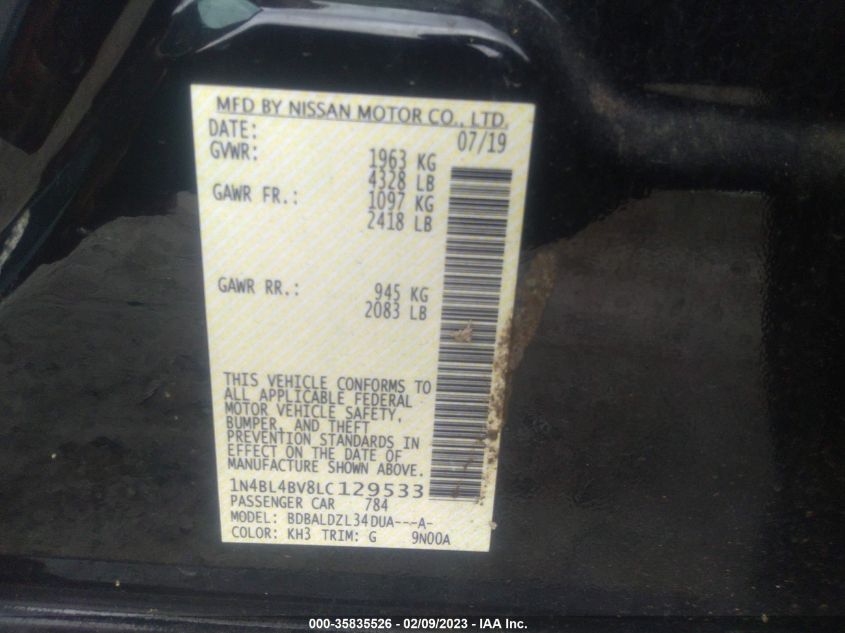 MFD BY NISSAN MOTOR CO., LTD.
DATE: 07/19
GVWR: 1963 KG
4328 LB
GAWR FR.: 1097 KG
2418 LB
GAWR RR.: 945 KG
2083 LB
THIS VEHICLE CONFORMS TO
ALL APPLICABLE FEDERAL
MOTOR VEHICLE SAFETY,
BUMPER, AND THEFT
PREVENTION STANDARDS IN
EFFECT ON THE DATE OF
MANUFACTURE SHOWN ABOVE.
1N4BL4BV8LC129533
PASSENGER CAR 784
MODEL: BDBALDZL34DUA---A-
COLOR: KH3 TRIM: G 9N00A
000-35835526 - 02/09/2023 - IAA Inc.